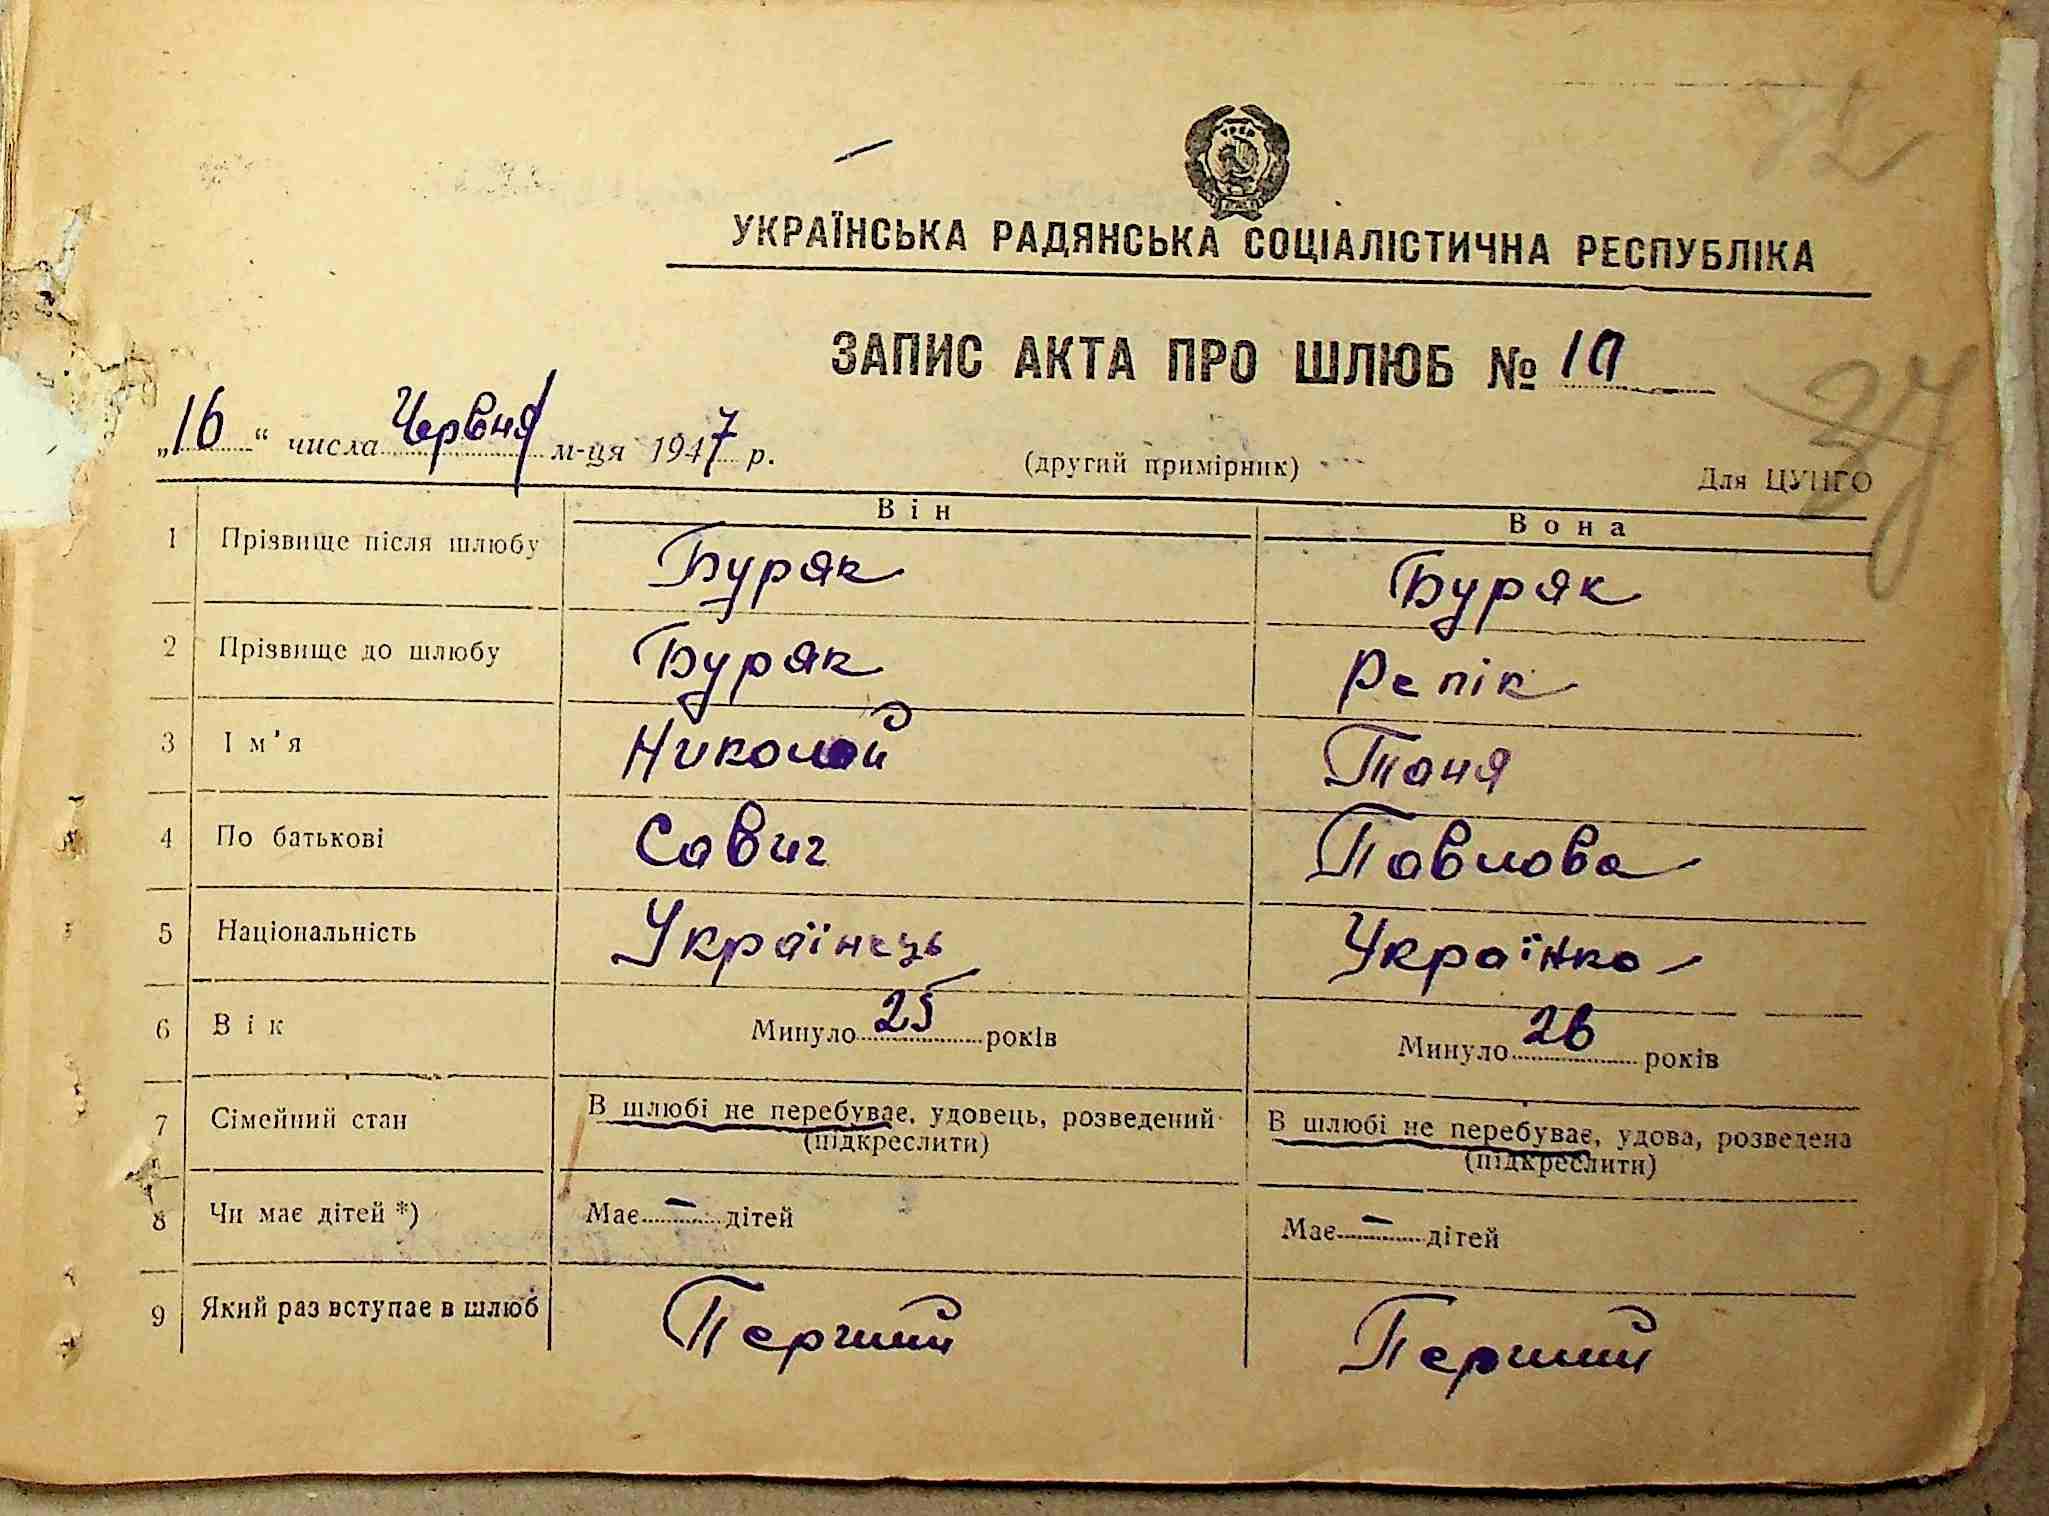 УКРАЇНСЬКА РАДЯНСЬКА СОЦІАЛІСТИЧНА РЕСПУБЛІКА
ЗАПИС АКТА ПРО ШЛЮБ № 10
„16“ числа Червня м-ця 1947 р.
(другий примірник) Для ЦУНГО
37
Він Вона
1 Прізвище після шлюбу Буряк Буряк
2 Прізвище до шлюбу Буряк Репік
3 Ім'я Николай Таня
4 По батькові Савич Павлова
5 Національність Українець Українка
6 Вік Минуло 25 років Минуло 26 років
7 Сімейний стан В шлюбі не перебуває, удовець, розведений (підкреслити) В шлюбі не перебуває, удова, розведена (підкреслити)
8 Чи має дітей *) Має – дітей Має – дітей
9 Який раз вступає в шлюб Перший Перший